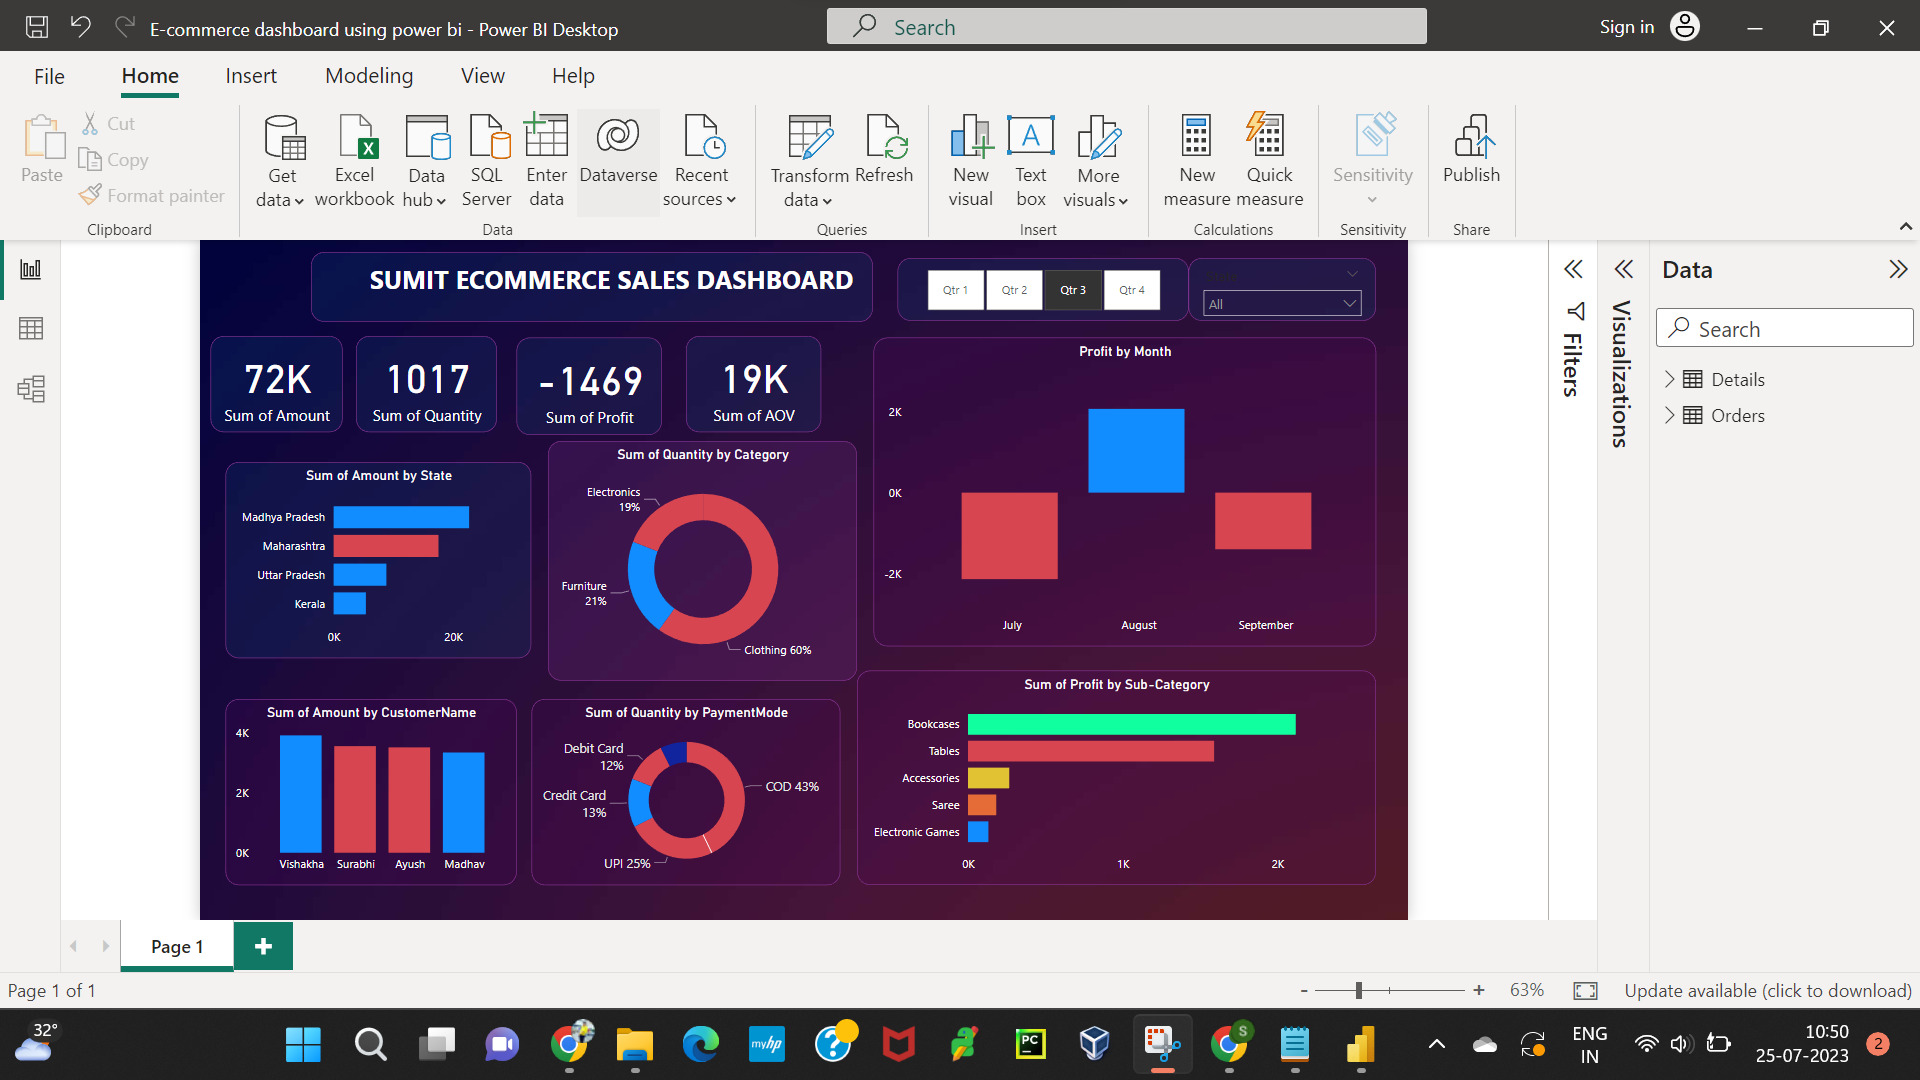 E-commerce dashboard using power bi - Power BI Desktop
Search
Sign in
File
Home
Insert
Modeling
View
Help
Paste
Cut
Copy
Format painter
Clipboard
Get data
Excel workbook
Data hub
SQL Server
Enter data
Dataverse
Recent sources
Data
Transform data
Refresh
Queries
New visual
Text box
More visuals
Insert
New measure
Quick measure
Calculations
Sensitivity
Sensitivity
Publish
Share
SUMIT ECOMMERCE SALES DASHBOARD
Qtr 1
Qtr 2
Qtr 3
Qtr 4
All
72K
Sum of Amount
1017
Sum of Quantity
-1469
Sum of Profit
19K
Sum of AOV
Profit by Month
2K
0K
-2K
July
August
September
Sum of Amount by State
Madhya Pradesh
Maharashtra
Uttar Pradesh
Kerala
0K
20K
Sum of Quantity by Category
Electronics
19%
Furniture
21%
Clothing 60%
Sum of Amount by CustomerName
4K
2K
0K
Vishakha
Surabhi
Ayush
Madhav
Sum of Quantity by PaymentMode
Debit Card
12%
Credit Card
13%
UPI 25%
COD 43%
Sum of Profit by Sub-Category
Bookcases
Tables
Accessories
Saree
Electronic Games
0K
1K
2K
Filters
Visualizations
Data
Search
Details
Orders
Page 1
Page 1 of 1
- + 63%
Update available (click to download)
32°
myhp
PC
S
ENG
IN
10:50
25-07-2023
2